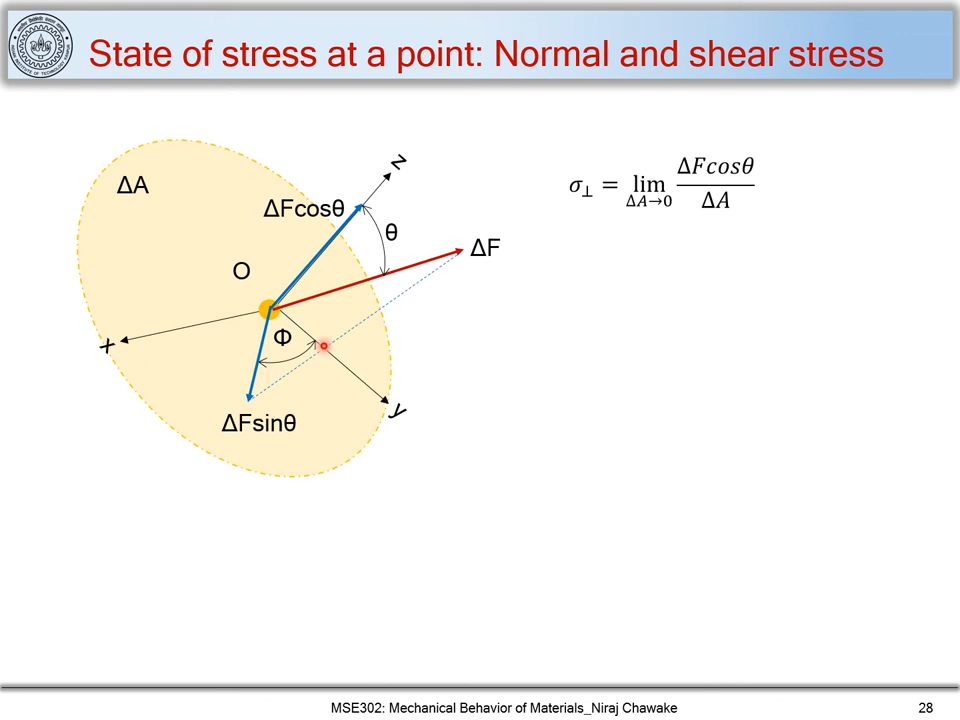 State of stress at a point: Normal and shear stress
ΔA
z
ΔFcosθ
θ
ΔF
O
Φ
x
y
ΔFsinθ
σ⊥ = lim ΔA→0 ΔFcosθ / ΔA
MSE302: Mechanical Behavior of Materials_Niraj Chawake
28